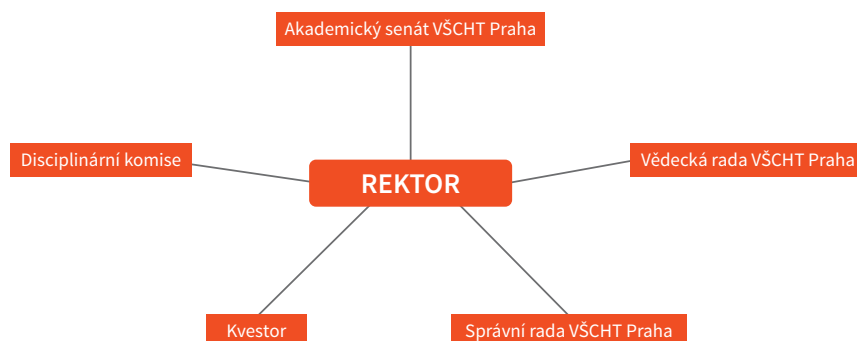 Akademický senát VŠCHT Praha
Disciplinární komise
Vědecká rada VŠCHT Praha
REKTOR
Kvestor
Správní rada VŠCHT Praha